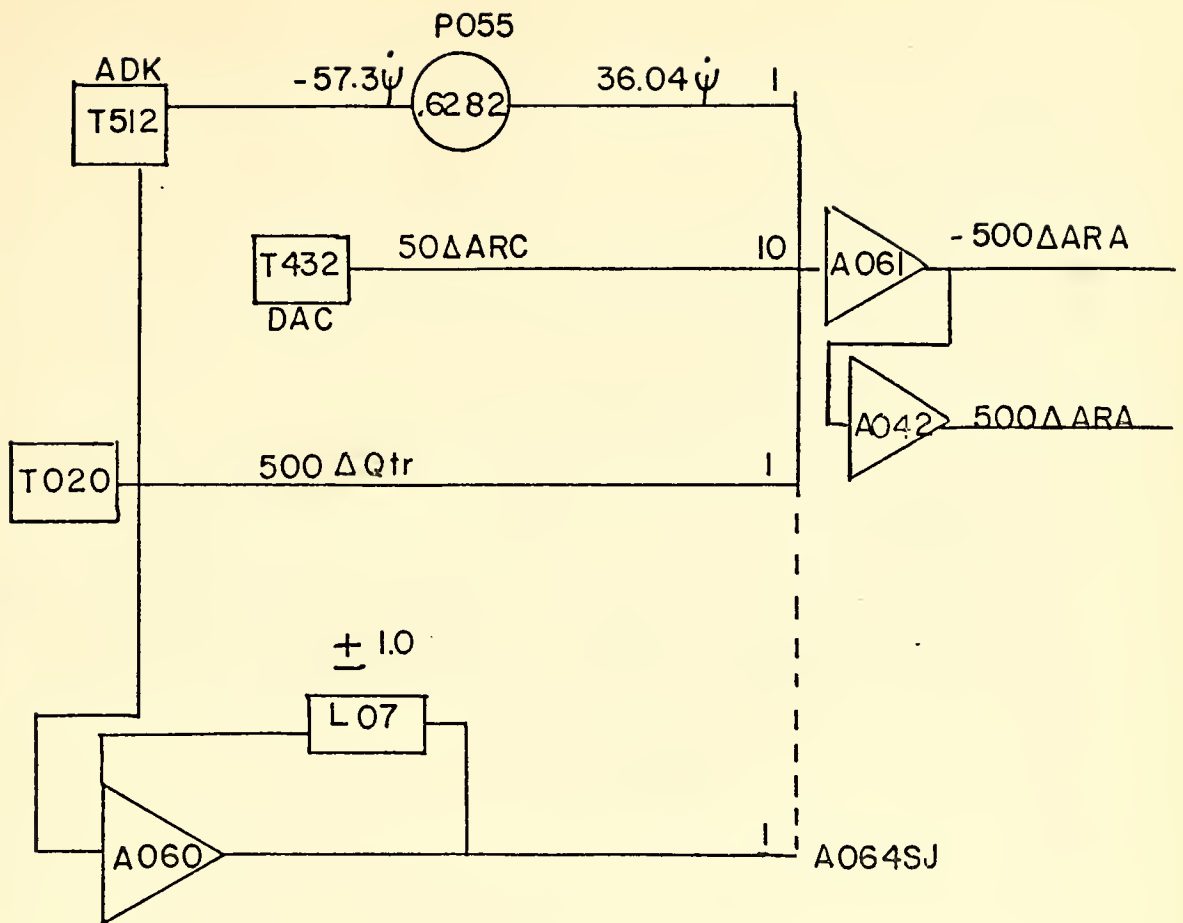 P055
ADK
-57.3ψ̇
.6282
36.04ψ̇
1
T512
T432
50ΔARC
10
A061
-500ΔARA
DAC
A042
500ΔARA
T020
500ΔQtr
1
± 1.0
L07
A060
1
A064SJ